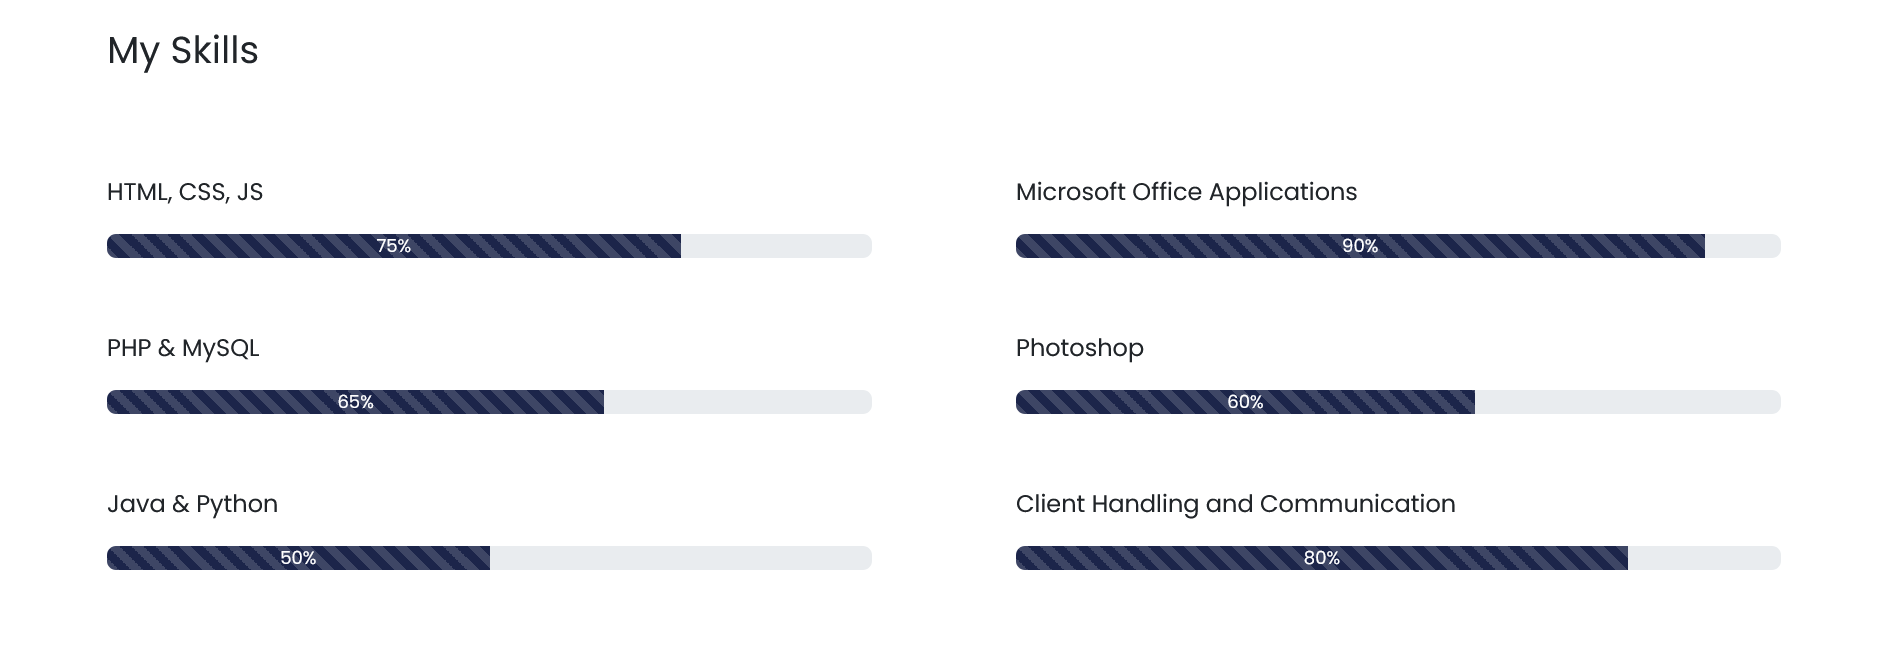 My Skills
HTML, CSS, JS
75%
Microsoft Office Applications
90%
PHP & MySQL
65%
Photoshop
60%
Java & Python
50%
Client Handling and Communication
80%